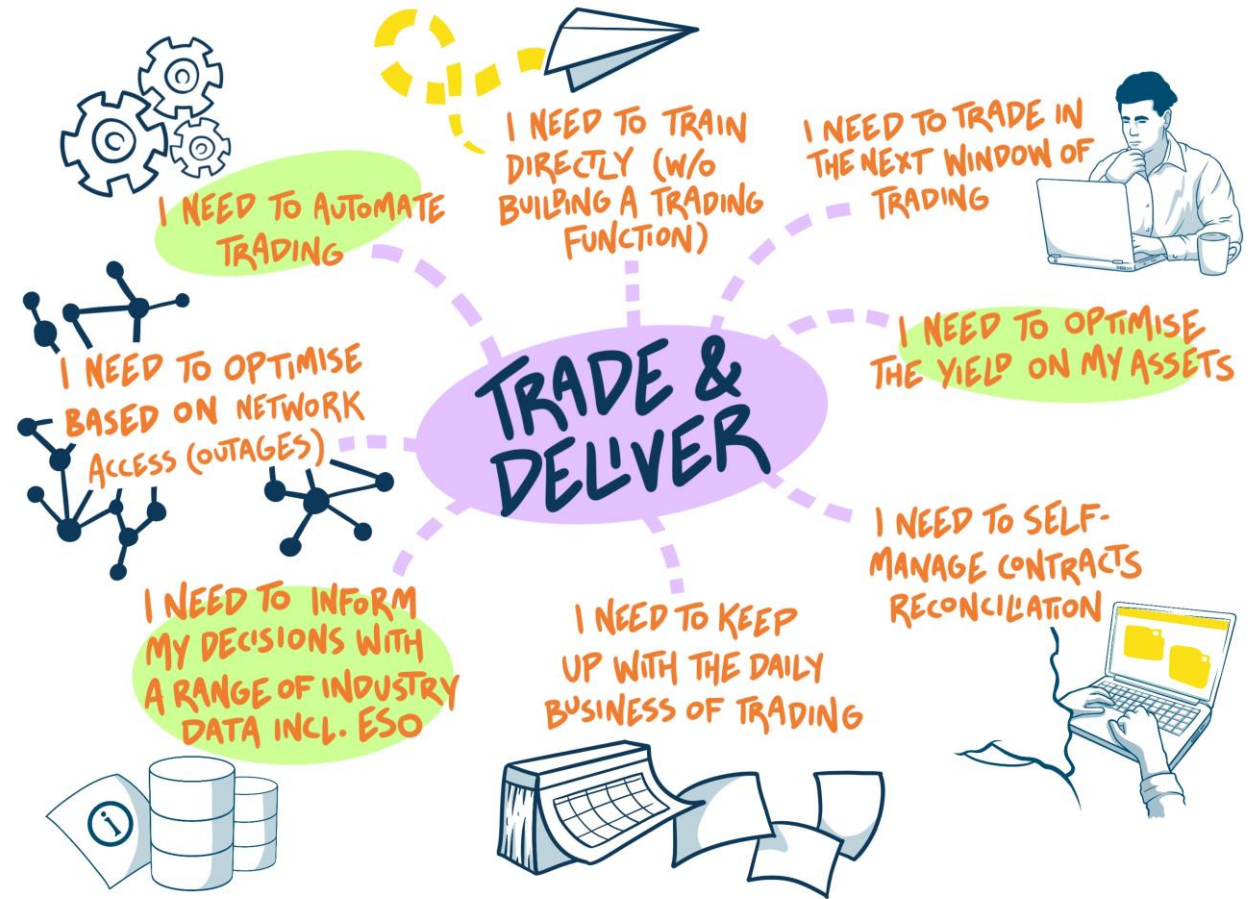 I NEED TO TRAIN
DIRECTLY (W/O
BUILDING A TRADING
FUNCTION)
I NEED TO TRADE IN
THE NEXT WINDOW OF
TRADING
I NEED TO AUTOMATE
TRADING
I NEED TO OPTIMISE
THE YIELD ON MY ASSETS
I NEED TO OPTIMISE
BASED ON NETWORK
ACCESS (OUTAGES)
TRADE &
DELIVER
I NEED TO SELF-
MANAGE CONTRACTS
RECONCILIATION
I NEED TO INFORM
MY DECISIONS WITH
A RANGE OF INDUSTRY
DATA INCL. ESO
I NEED TO KEEP
UP WITH THE DAILY
BUSINESS OF TRADING
i